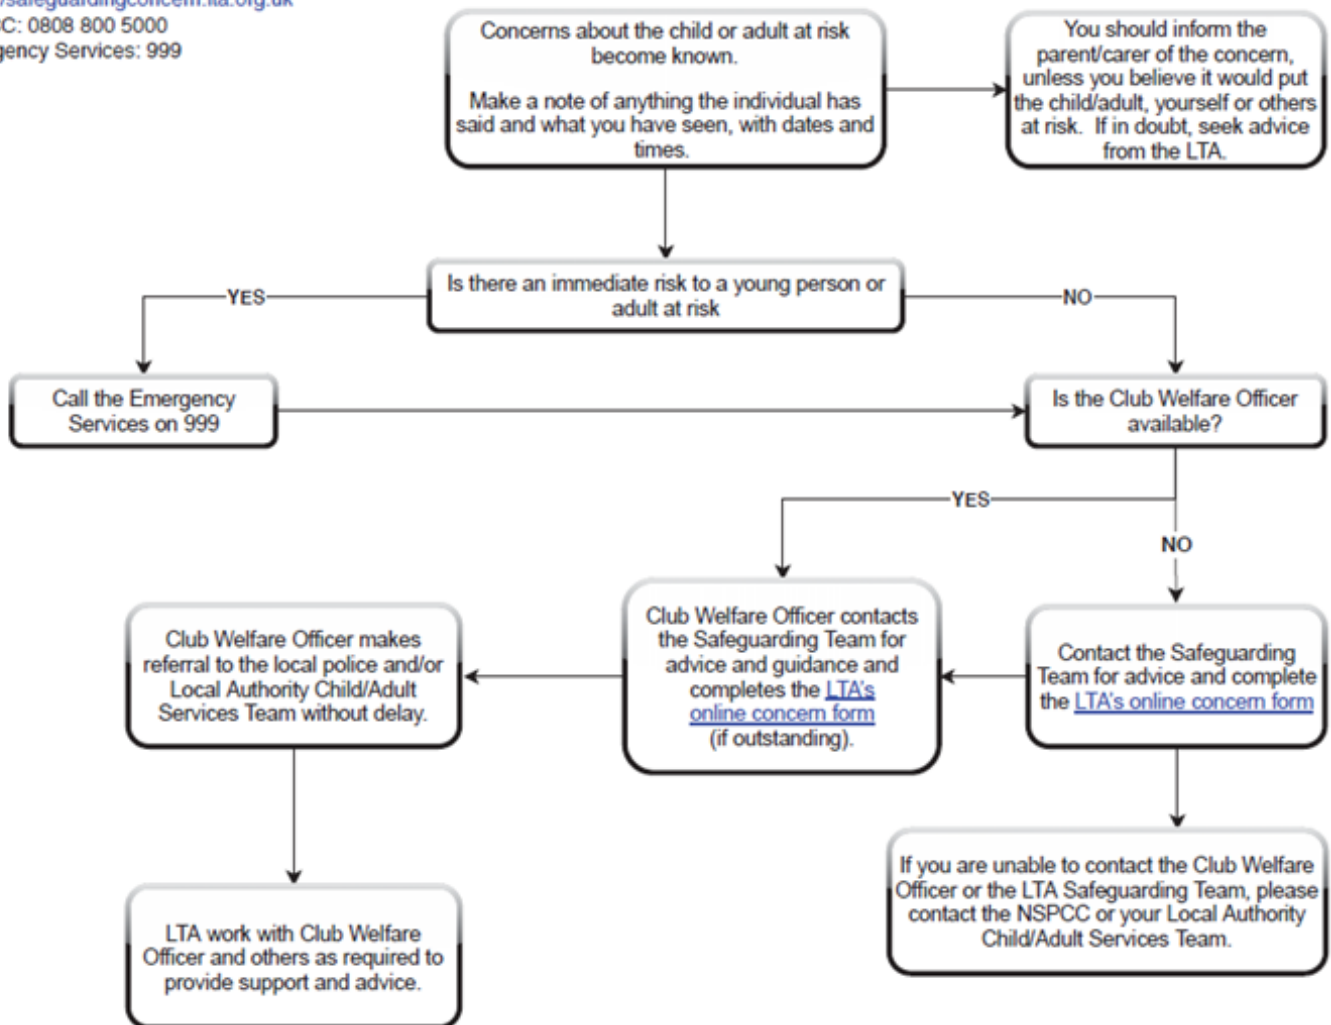 /safeguardingconcern.lta.org.uk
C: 0808 800 5000
gency Services: 999
Concerns about the child or adult at risk
become known.
Make a note of anything the individual has
said and what you have seen, with dates and
times.
You should inform the
parent/carer of the concern,
unless you believe it would put
the child/adult, yourself or others
at risk. If in doubt, seek advice
from the LTA.
Is there an immediate risk to a young person or
adult at risk
YES
NO
Call the Emergency
Services on 999
Is the Club Welfare Officer
available?
YES
NO
Club Welfare Officer makes
referral to the local police and/or
Local Authority Child/Adult
Services Team without delay.
Club Welfare Officer contacts
the Safeguarding Team for
advice and guidance and
completes the LTA's
online concern form
(if outstanding).
Contact the Safeguarding
Team for advice and complete
the LTA's online concern form
LTA work with Club Welfare
Officer and others as required to
provide support and advice.
If you are unable to contact the Club Welfare
Officer or the LTA Safeguarding Team, please
contact the NSPCC or your Local Authority
Child/Adult Services Team.